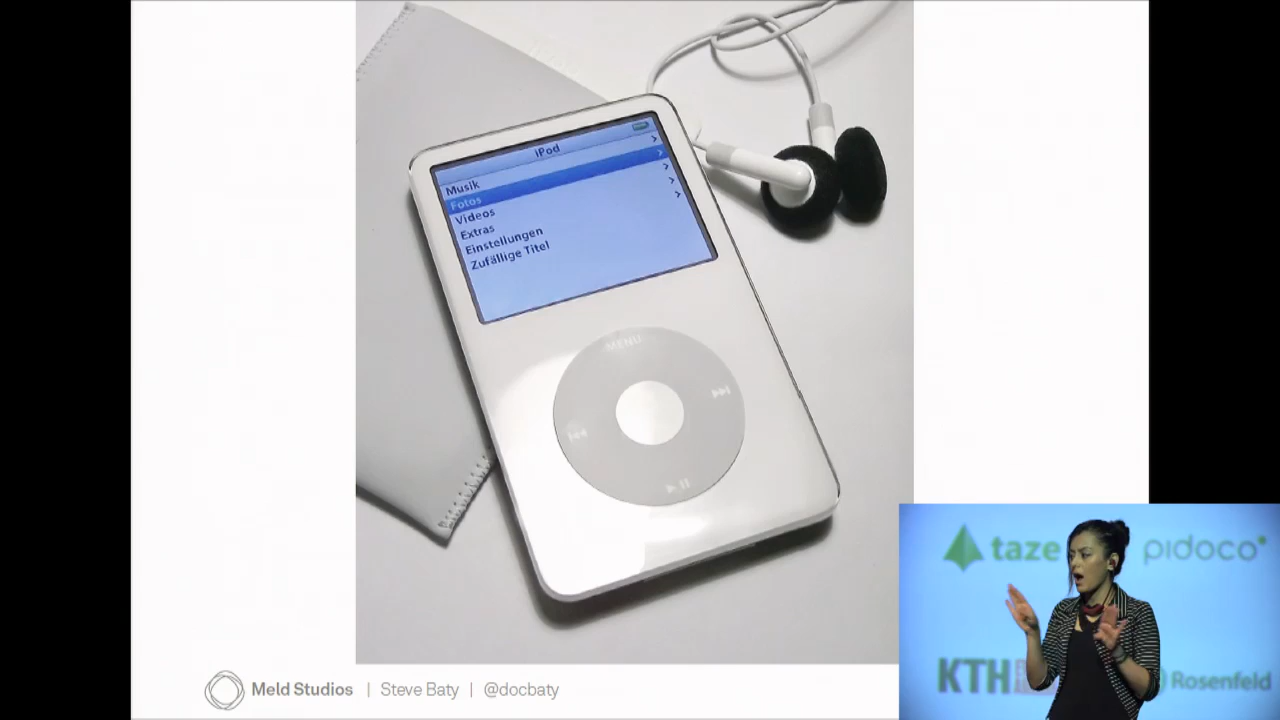 iPod
Musik
Fotos
Videos
Extras
Einstellungen
Zufällige Titel
MENU
Meld Studios | Steve Baty | @docbaty
taze pidoco
KTH Rosenfeld